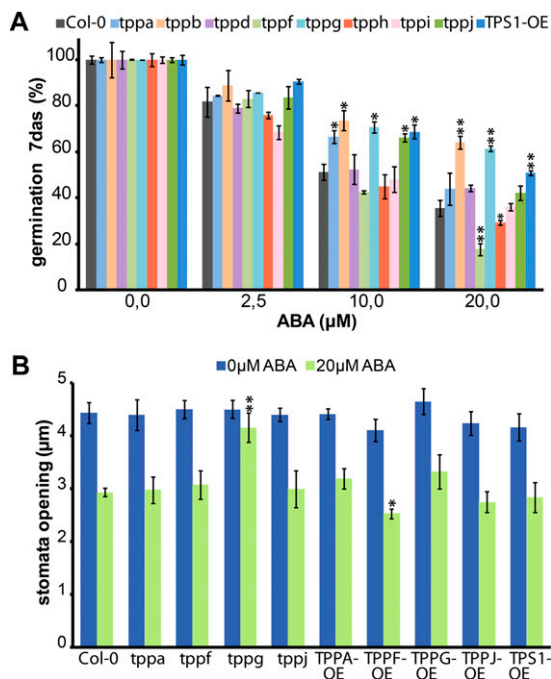 A
Col-0 tppa tppb tppd tppf tppg tpph tppi tppj TPS1-OE
germination 7das (%)
100
80
60
40
20
0
* * * * *
** ** ** * **
0,0 2,5 10,0 20,0
ABA (µM)
B
0µM ABA 20µM ABA
stomata opening (µm)
5
4
3
2
1
0
**
*
Col-0 tppa tppf tppg tppj TPPA-OE TPPF-OE TPPG-OE TPPJ-OE TPS1-OE